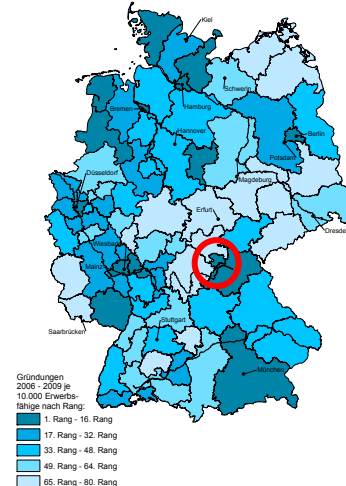 Kiel
Schwerin
Hamburg
Bremen
Hannover
Berlin
Potsdam
Magdeburg
Düsseldorf
Erfurt
Dresden
Wiesbaden
Mainz
Saarbrücken
Stuttgart
München
Gründungen
2006 - 2009 je
10.000 Erwerbs-
fähige nach Rang:
1. Rang - 16. Rang
17. Rang - 32. Rang
33. Rang - 48. Rang
49. Rang - 64. Rang
65. Rang - 80. Rang